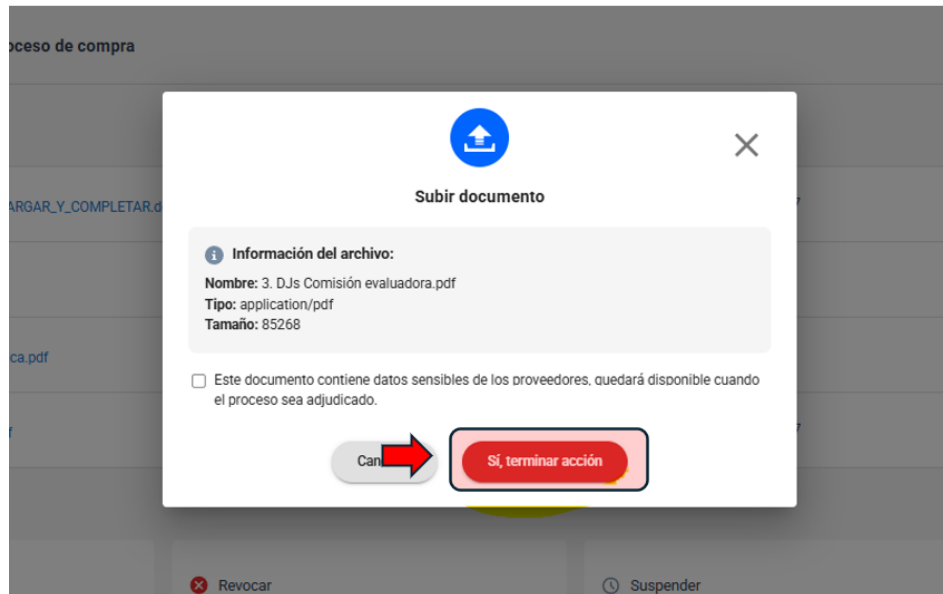 oceso de compra
Subir documento
ARGAR_Y_COMPLETAR.d
Información del archivo:
Nombre: 3. DJs Comisión evaluadora.pdf
Tipo: application/pdf
Tamaño: 85268
ca.pdf
Este documento contiene datos sensibles de los proveedores, quedará disponible cuando
el proceso sea adjudicado.
f
Can
Sí, terminar acción
Revocar
Suspender